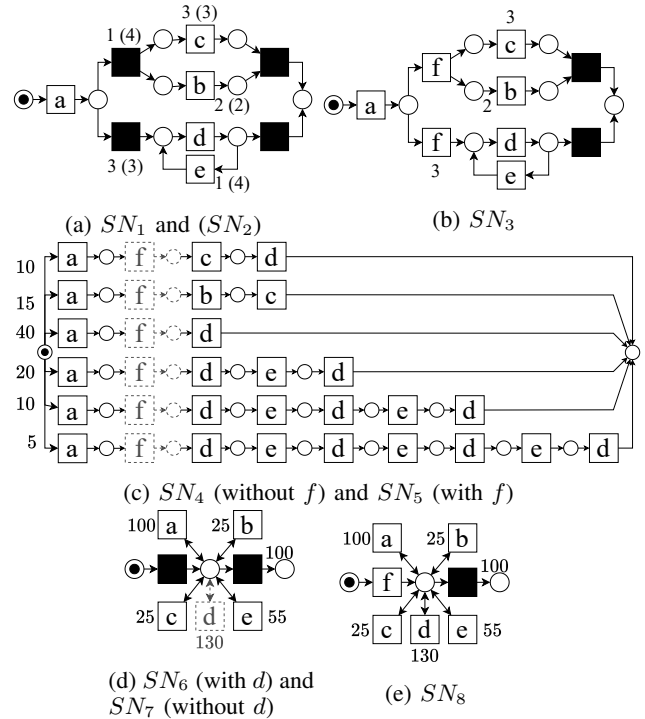 3 (3)
1 (4)
c
a
b
2 (2)
d
3 (3)
e
1 (4)
(a) SN1 and (SN2)
3
f
c
a
b
2
f
d
3
e
(b) SN3
10
a f c d
15
a f b c
40
a f d
20
a f d e d
10
a f d e d e d
5
a f d e d e d e d
(c) SN4 (without f) and SN5 (with f)
100 a 25 b
100
25 c d e 55
130
(d) SN6 (with d) and
SN7 (without d)
100 a 25 b
f 100
25 c d e 55
130
(e) SN8